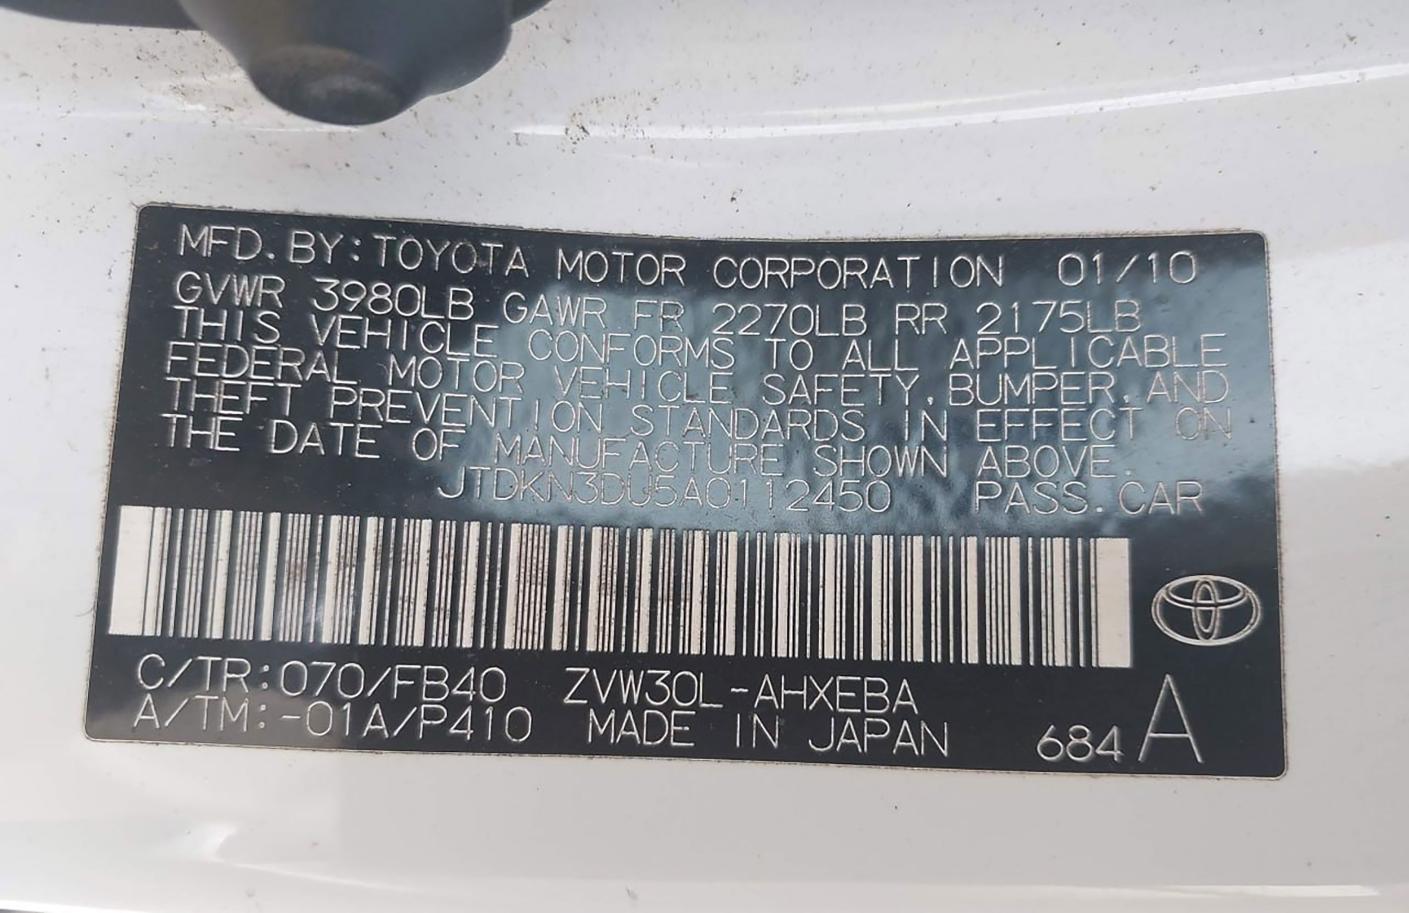 MFD. BY: TOYOTA MOTOR CORPORATION 01/10
GVWR 3980LB GAWR FR 2270LB RR 2175LB
THIS VEHICLE CONFORMS TO ALL APPLICABLE
FEDERAL MOTOR VEHICLE SAFETY, BUMPER, AND
THEFT PREVENTION STANDARDS IN EFFECT ON
THE DATE OF MANUFACTURE SHOWN ABOVE.
JTDKN3DU5A0112450 PASS. CAR
C/TR: 070/FB40 ZVW30L-AHXEBA
A/TM: -01A/P410 MADE IN JAPAN 684 A